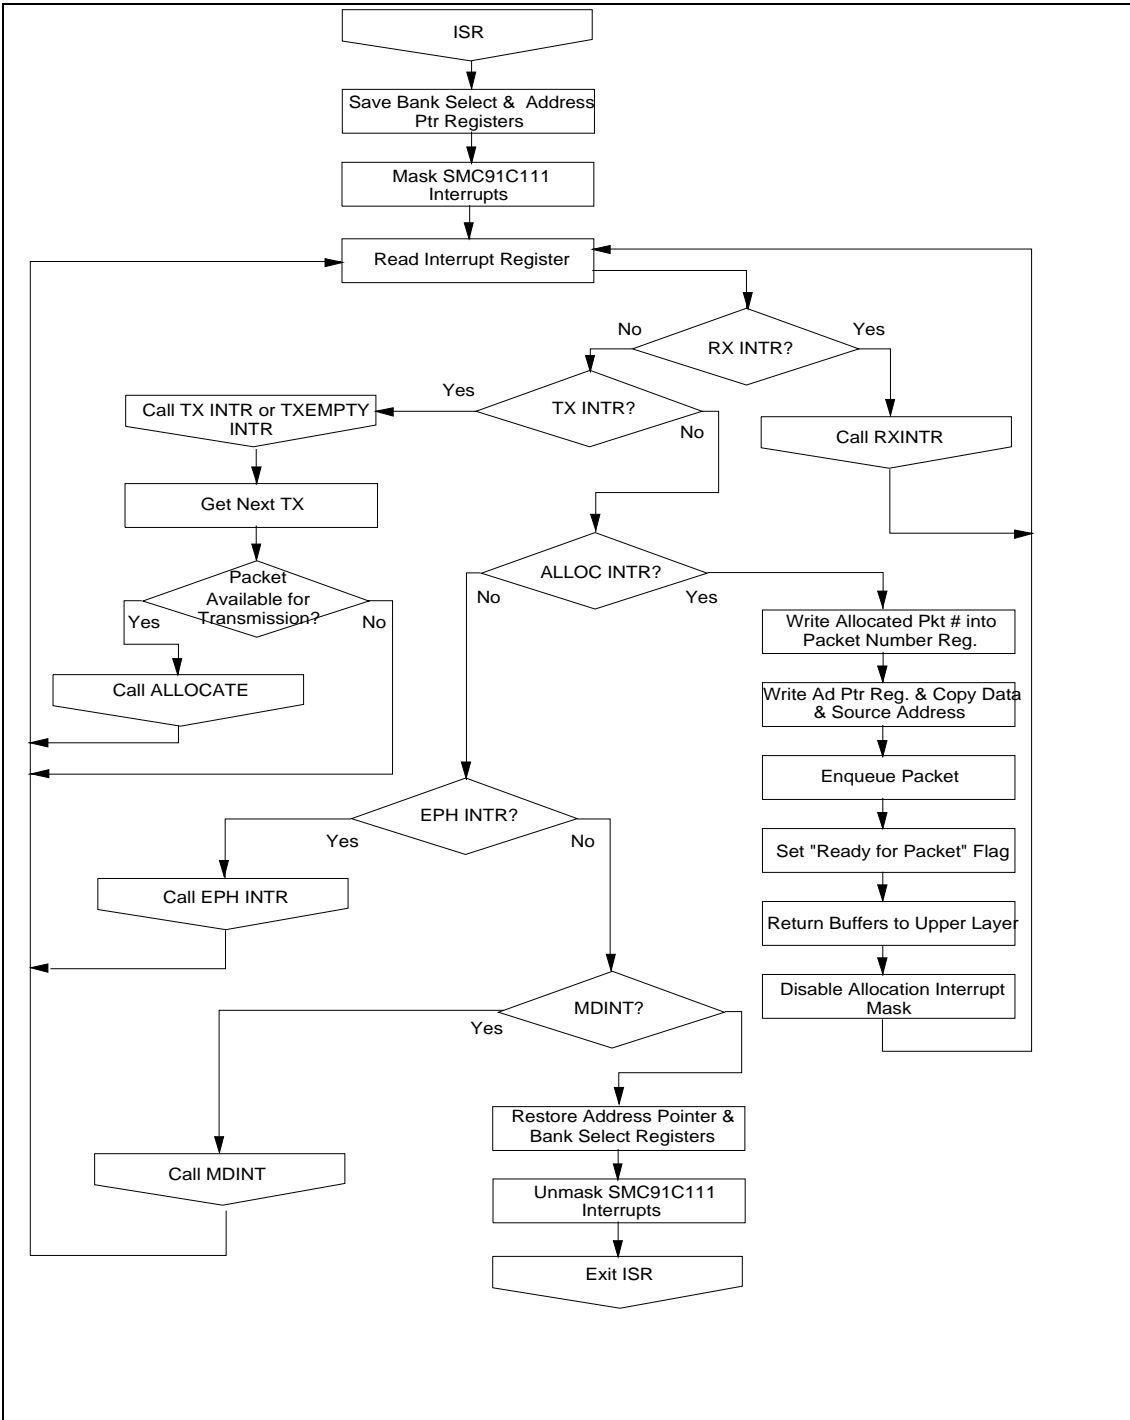 ISR
Save Bank Select & Address
Ptr Registers
Mask SMC91C111
Interrupts
Read Interrupt Register
No
RX INTR?
Yes
Yes
TX INTR?
No
Call TX INTR or TXEMPTY
INTR
Call RXINTR
Get Next TX
ALLOC INTR?
No
Yes
Packet
Available for
Transmission?
Yes
No
Write Allocated Pkt # into
Packet Number Reg.
Call ALLOCATE
Write Ad Ptr Reg. & Copy Data
& Source Address
Enqueue Packet
EPH INTR?
Yes
No
Set "Ready for Packet" Flag
Call EPH INTR
Return Buffers to Upper Layer
Disable Allocation Interrupt
Mask
MDINT?
Yes
Restore Address Pointer &
Bank Select Registers
Call MDINT
Unmask SMC91C111
Interrupts
Exit ISR